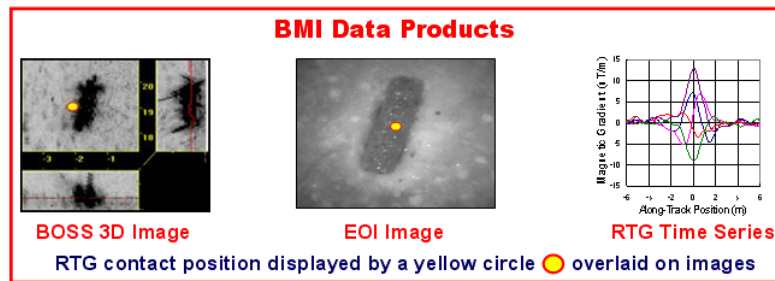 BMI Data Products
20
19
18
-3 -2 -1
Magnetic Gradient (nT/m)
15
10
5
0
-5
-10
-15
-6 -4 -2 0 2 4 6
Along-Track Position (m)
BOSS 3D Image
EOI Image
RTG Time Series
RTG contact position displayed by a yellow circle overlaid on images